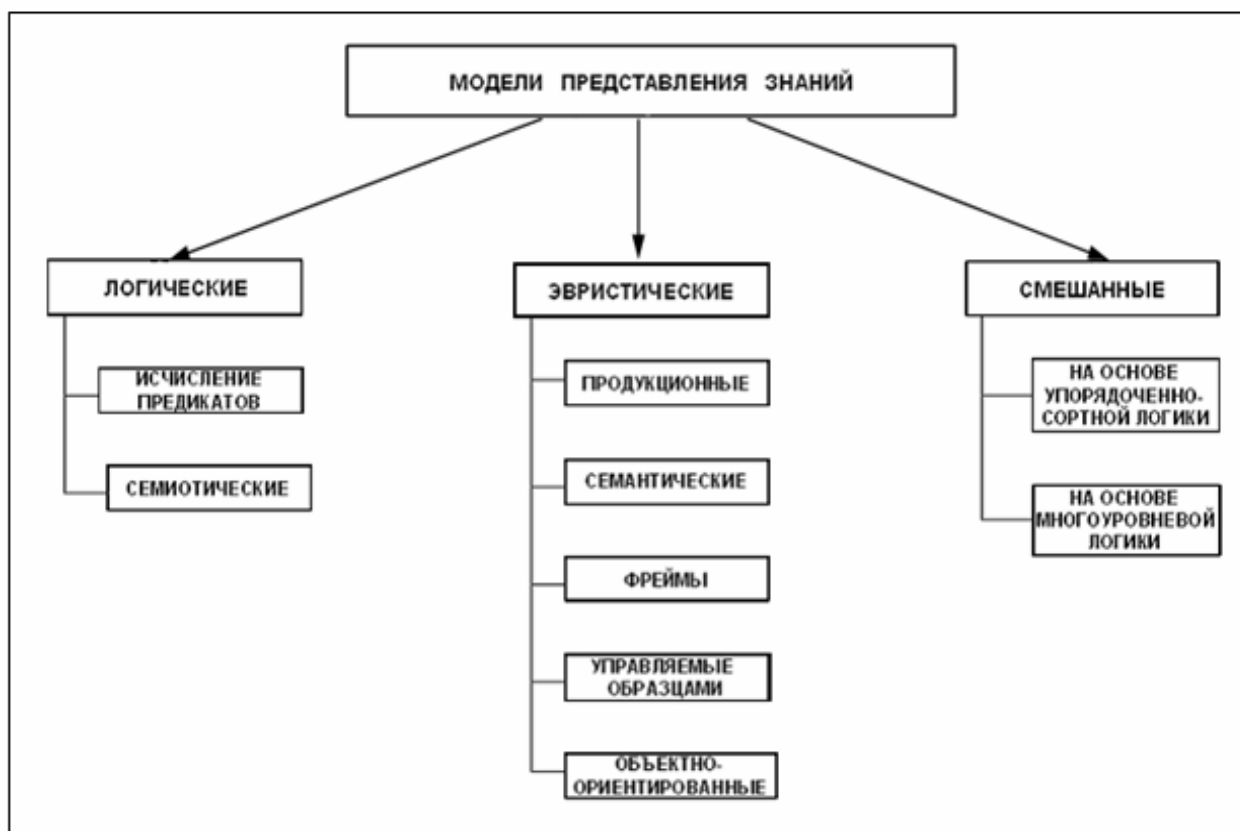 МОДЕЛИ ПРЕДСТАВЛЕНИЯ ЗНАНИЙ
ЛОГИЧЕСКИЕ
ИСЧИСЛЕНИЕ
ПРЕДИКАТОВ
СЕМИОТИЧЕСКИЕ
ЭВРИСТИЧЕСКИЕ
ПРОДУКЦИОННЫЕ
СЕМАНТИЧЕСКИЕ
ФРЕЙМЫ
УПРАВЛЯЕМЫЕ
ОБРАЗЦАМИ
ОБЪЕКТНО-
ОРИЕНТИРОВАННЫЕ
СМЕШАННЫЕ
НА ОСНОВЕ
УПОРЯДОЧЕННО-
СОРТНОЙ ЛОГИКИ
НА ОСНОВЕ
МНОГОУРОВНЕВОЙ
ЛОГИКИ